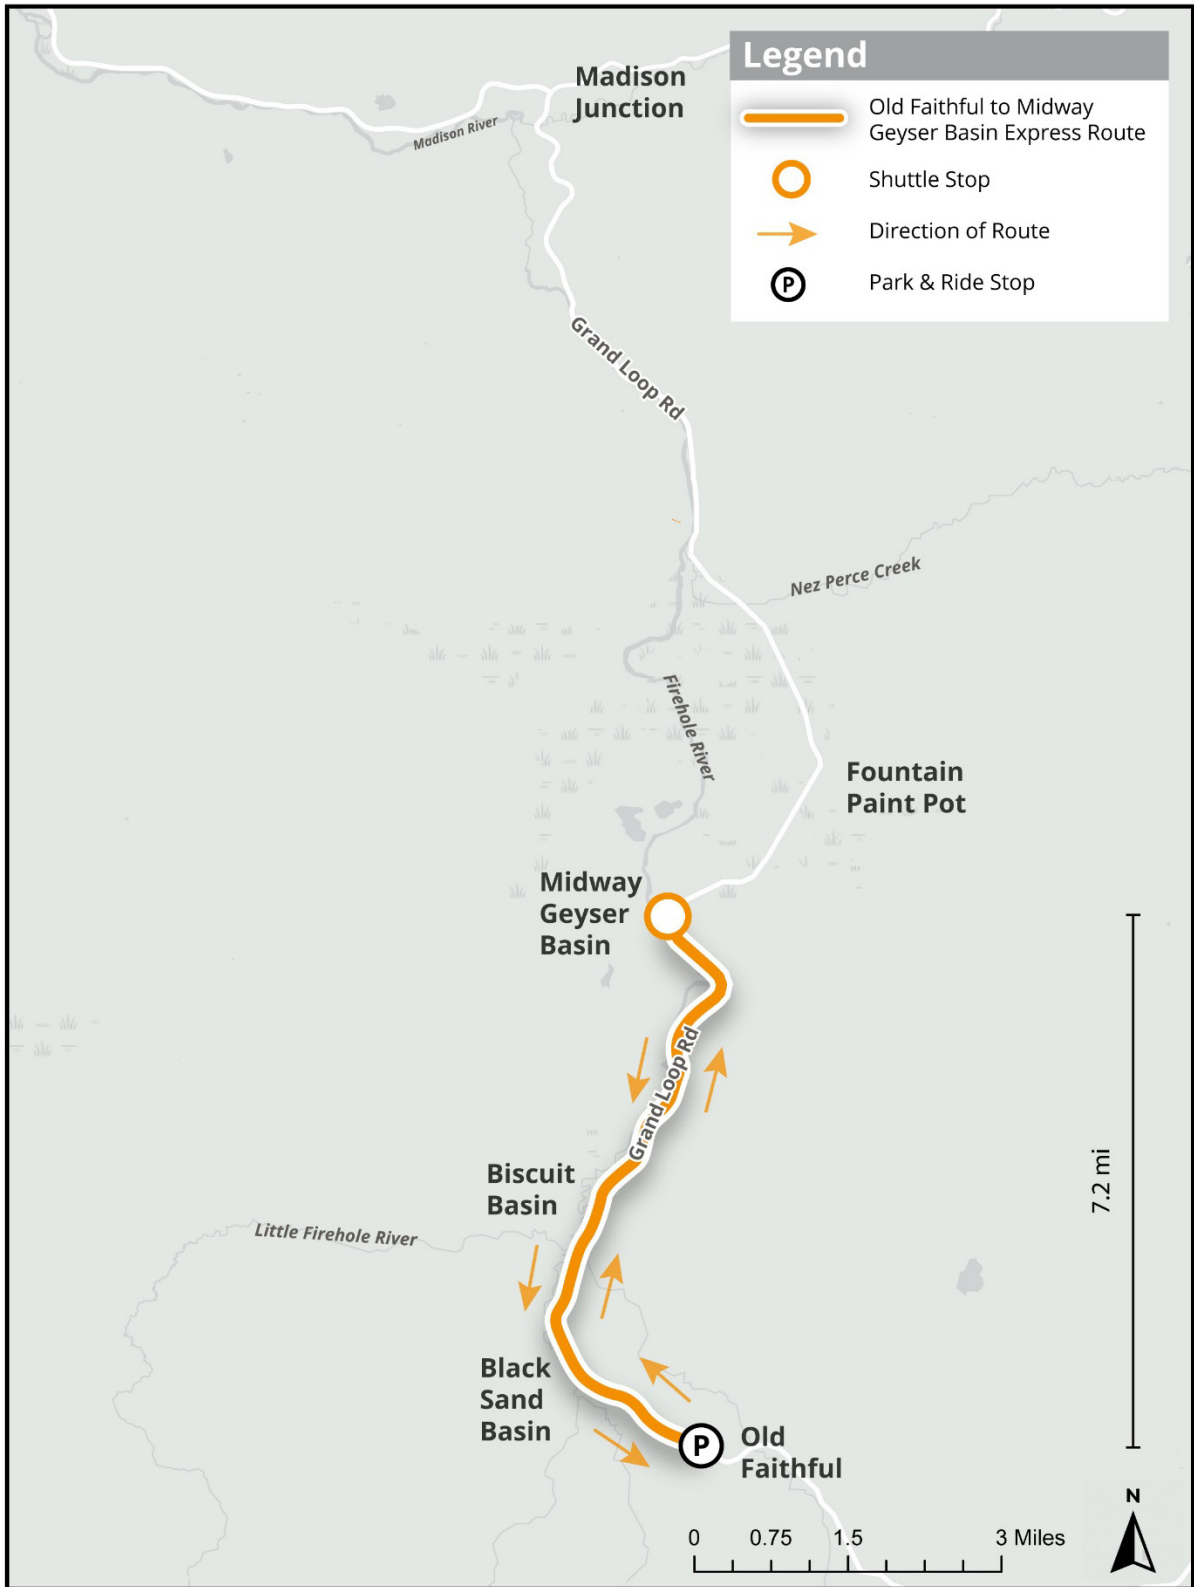 Madison
Junction
Madison River
Legend
Old Faithful to Midway
Geyser Basin Express Route
Shuttle Stop
Direction of Route
P
Park & Ride Stop
Grand Loop Rd
Nez Perce Creek
Firehole River
Fountain
Paint Pot
Midway
Geyser
Basin
Grand Loop Rd
7.2 mi
Biscuit
Basin
Little Firehole River
Black
Sand
Basin
P
Old
Faithful
N
0 0.75 1.5 3 Miles